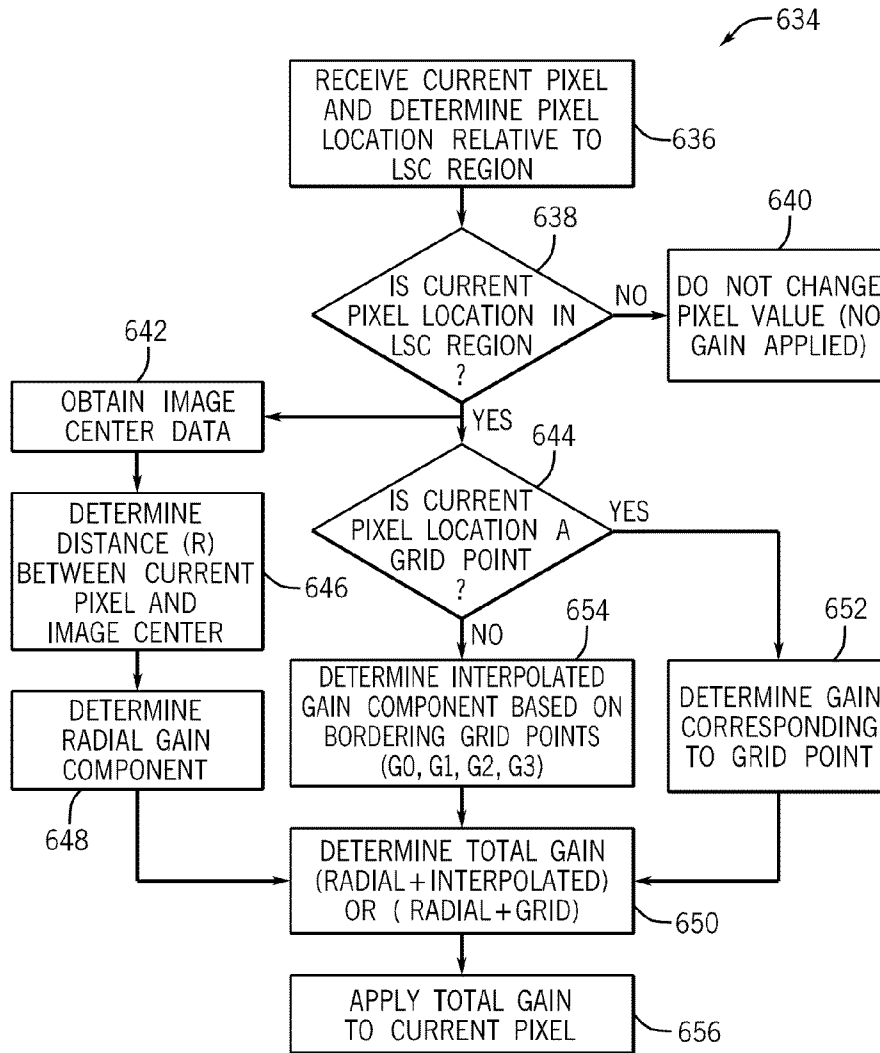 634
RECEIVE CURRENT PIXEL
AND DETERMINE PIXEL
LOCATION RELATIVE TO
LSC REGION
636
638
IS CURRENT
PIXEL LOCATION IN
LSC REGION
?
NO
640
DO NOT CHANGE
PIXEL VALUE (NO
GAIN APPLIED)
YES
642
OBTAIN IMAGE
CENTER DATA
644
IS CURRENT
PIXEL LOCATION A
GRID POINT
?
YES
NO
DETERMINE
DISTANCE (R)
BETWEEN CURRENT
PIXEL AND
IMAGE CENTER
646
654
DETERMINE INTERPOLATED
GAIN COMPONENT BASED ON
BORDERING GRID POINTS
(G0, G1, G2, G3)
652
DETERMINE GAIN
CORRESPONDING
TO GRID POINT
DETERMINE
RADIAL GAIN
COMPONENT
648
DETERMINE TOTAL GAIN
(RADIAL+INTERPOLATED)
OR ( RADIAL+GRID)
650
APPLY TOTAL GAIN
TO CURRENT PIXEL
656